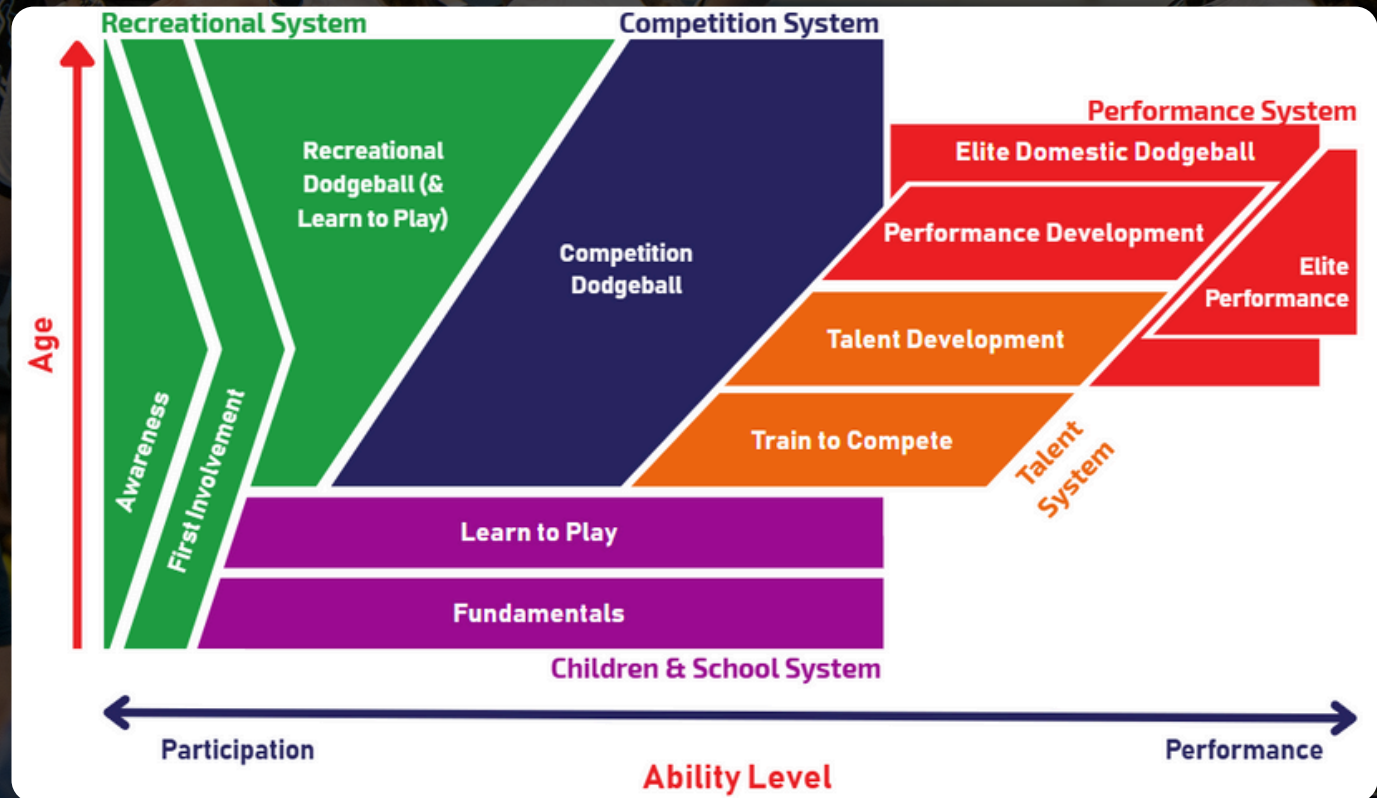 Recreational System
Competition System
Performance System
Recreational
Dodgeball (&
Learn to Play)
Competition
Dodgeball
Elite Domestic Dodgeball
Performance Development
Elite
Performance
Talent Development
Train to Compete
Talent
System
Age
Awareness
First Involvement
Learn to Play
Fundamentals
Children & School System
Participation
Performance
Ability Level